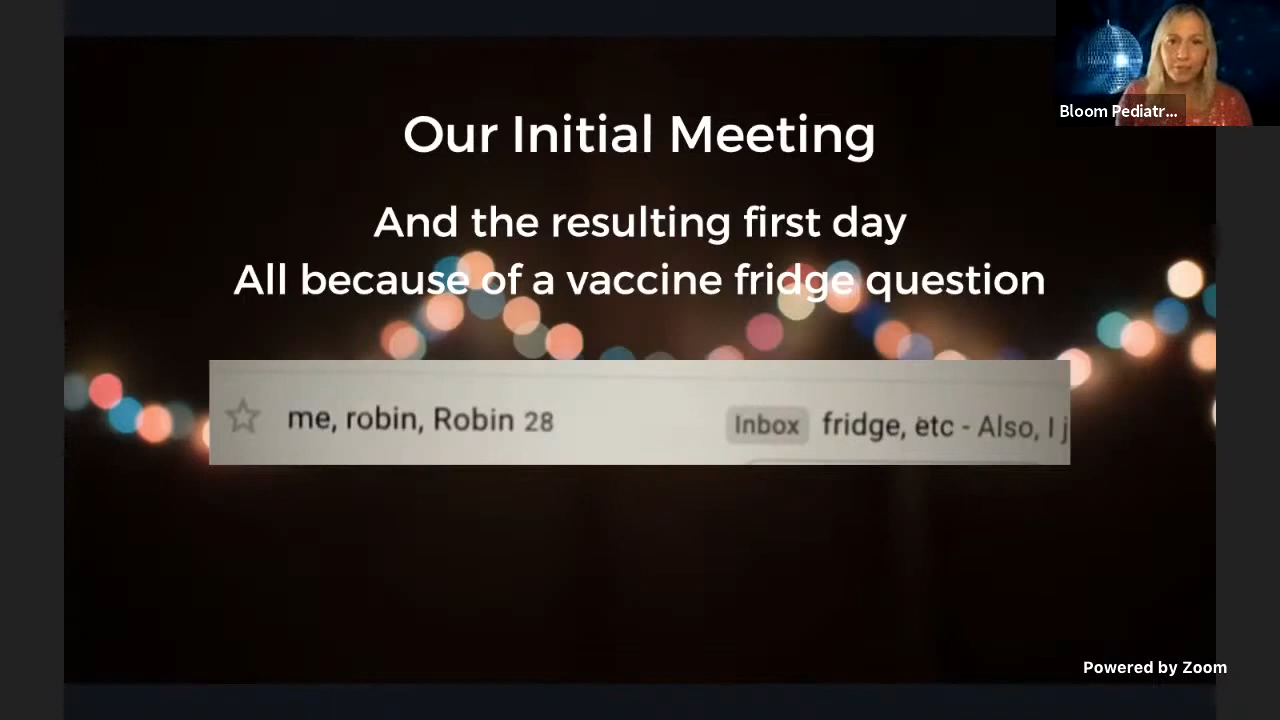 Our Initial Meeting
And the resulting first day
All because of a vaccine fridge question
me, robin, Robin 28
Inbox fridge, etc - Also, I j
Bloom Pediatr...
Powered by Zoom